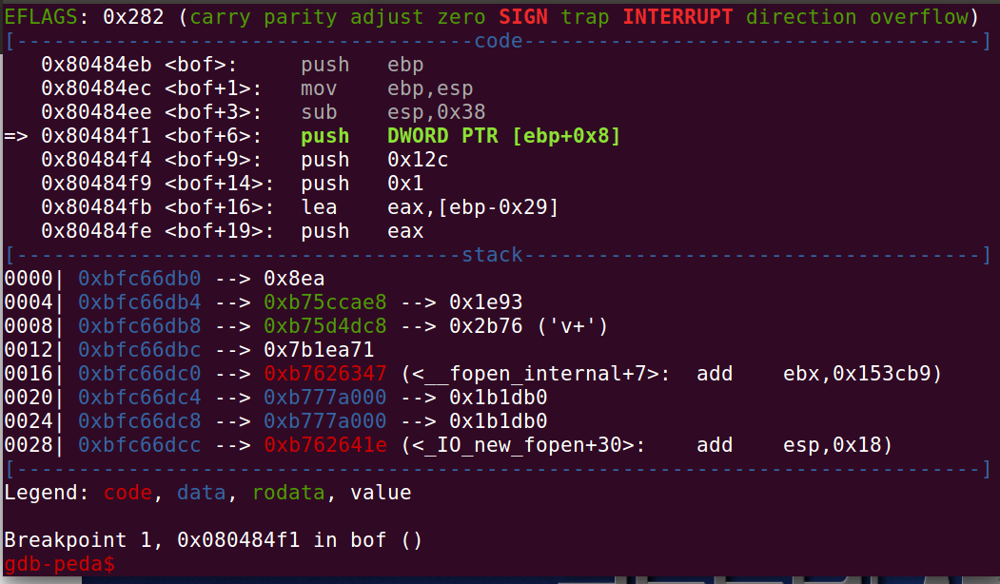 EFLAGS: 0x282 (carry parity adjust zero SIGN trap INTERRUPT direction overflow)
[-------------------------------------code-------------------------------------]
   0x80484eb <bof>:	push   ebp
   0x80484ec <bof+1>:	mov    ebp,esp
   0x80484ee <bof+3>:	sub    esp,0x38
=> 0x80484f1 <bof+6>:	push   DWORD PTR [ebp+0x8]
   0x80484f4 <bof+9>:	push   0x12c
   0x80484f9 <bof+14>:	push   0x1
   0x80484fb <bof+16>:	lea    eax,[ebp-0x29]
   0x80484fe <bof+19>:	push   eax
[------------------------------------stack-------------------------------------]
0000| 0xbfc66db0 --> 0x8ea
0004| 0xbfc66db4 --> 0xb75ccae8 --> 0x1e93
0008| 0xbfc66db8 --> 0xb75d4dc8 --> 0x2b76 ('v+')
0012| 0xbfc66dbc --> 0x7b1ea71
0016| 0xbfc66dc0 --> 0xb7626347 (<__fopen_internal+7>:	add    ebx,0x153cb9)
0020| 0xbfc66dc4 --> 0xb777a000 --> 0x1b1db0
0024| 0xbfc66dc8 --> 0xb777a000 --> 0x1b1db0
0028| 0xbfc66dcc --> 0xb762641e (<_IO_new_fopen+30>:	add    esp,0x18)
[------------------------------------------------------------------------------]
Legend: code, data, rodata, value

Breakpoint 1, 0x080484f1 in bof ()
gdb-peda$